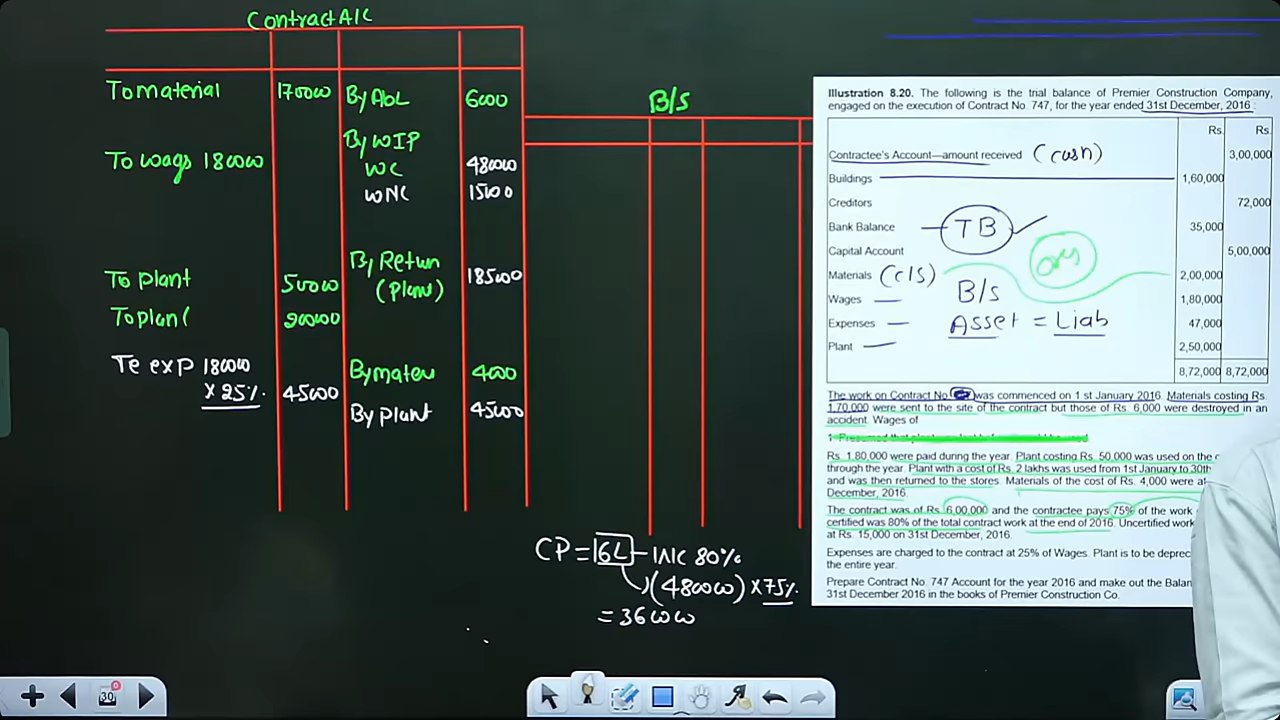 Contract A/C
To material 170000 By AOL 6000
By WIP
To wags 180000 WC 480000
WNC 15000
By Return
To plant 50000 (Plant) 18500
To plant 200000
To exp 180000 By mater 4000
X 25%. 45000 By plant 45000
B/S
CP = 6L - WC 80%
(480000) X 75%
= 360000
Illustration 8.20. The following is the trial balance of Premier Construction Company,
engaged on the execution of Contract No. 747, for the year ended 31st December, 2016 :
Rs. Rs.
Contractee's Account—amount received (cash) 3,00,000
Buildings 1,60,000
Creditors 72,000
Bank Balance TB 35,000
Capital Account 5,00,000
Materials (c/s) 2,00,000
Wages B/s 1,80,000
Expenses Asset = Liab 47,000
Plant 2,50,000
8,72,000 8,72,000
The work on Contract No. was commenced on 1 st January 2016. Materials costing Rs.
1,70,000 were sent to the site of the contract but those of Rs. 6,000 were destroyed in an
accident. Wages of
Rs. 1,80,000 were paid during the year. Plant costing Rs. 50,000 was used on the
through the year. Plant with a cost of Rs. 2 lakhs was used from 1st January to 30th
and was then returned to the stores. Materials of the cost of Rs. 4,000 were at
December, 2016.
The contract was of Rs. 6,00,000 and the contractee pays 75% of the work
certified was 80% of the total contract work at the end of 2016. Uncertified work
at Rs. 15,000 on 31st December, 2016.
Expenses are charged to the contract at 25% of Wages. Plant is to be deprec
the entire year.
Prepare Contract No. 747 Account for the year 2016 and make out the Balan
31st December 2016 in the books of Premier Construction Co.
30